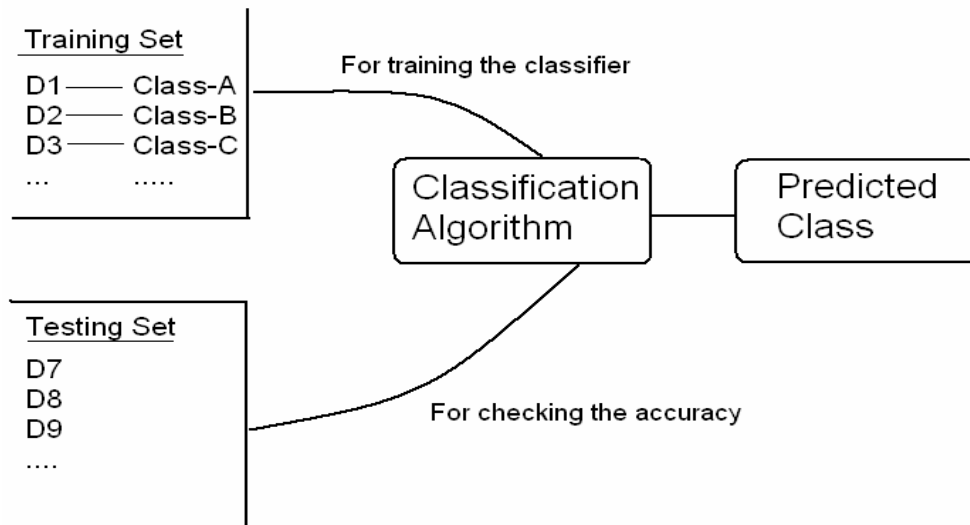 Training Set
D1 Class-A
D2 Class-B
D3 Class-C
... .....
For training the classifier
Classification
Algorithm
Predicted
Class
Testing Set
D7
D8
D9
....
For checking the accuracy